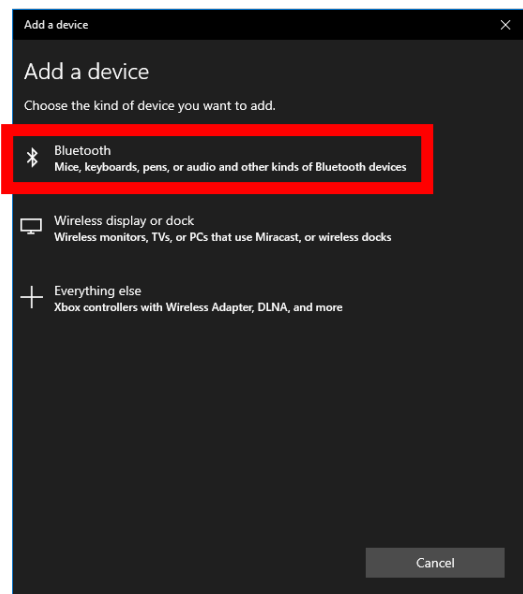 Add a device
Add a device
Choose the kind of device you want to add.
Bluetooth
Mice, keyboards, pens, or audio and other kinds of Bluetooth devices
Wireless display or dock
Wireless monitors, TVs, or PCs that use Miracast, or wireless docks
Everything else
Xbox controllers with Wireless Adapter, DLNA, and more
Cancel